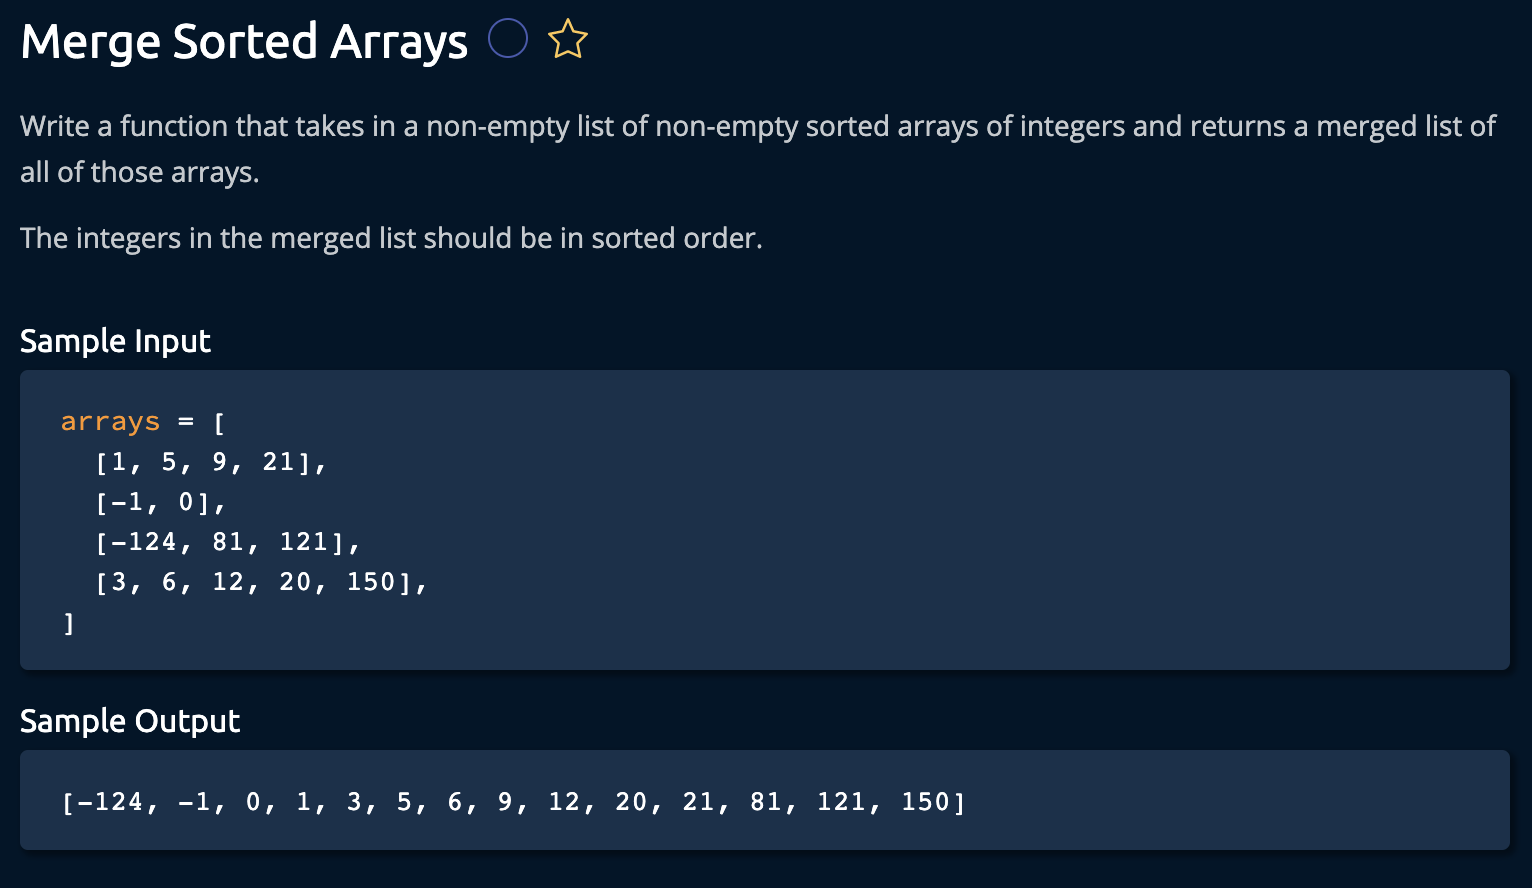 Merge Sorted Arrays
Write a function that takes in a non-empty list of non-empty sorted arrays of integers and returns a merged list of
all of those arrays.
The integers in the merged list should be in sorted order.
Sample Input
arrays = [
  [1, 5, 9, 21],
  [-1, 0],
  [-124, 81, 121],
  [3, 6, 12, 20, 150],
]
Sample Output
[-124, -1, 0, 1, 3, 5, 6, 9, 12, 20, 21, 81, 121, 150]